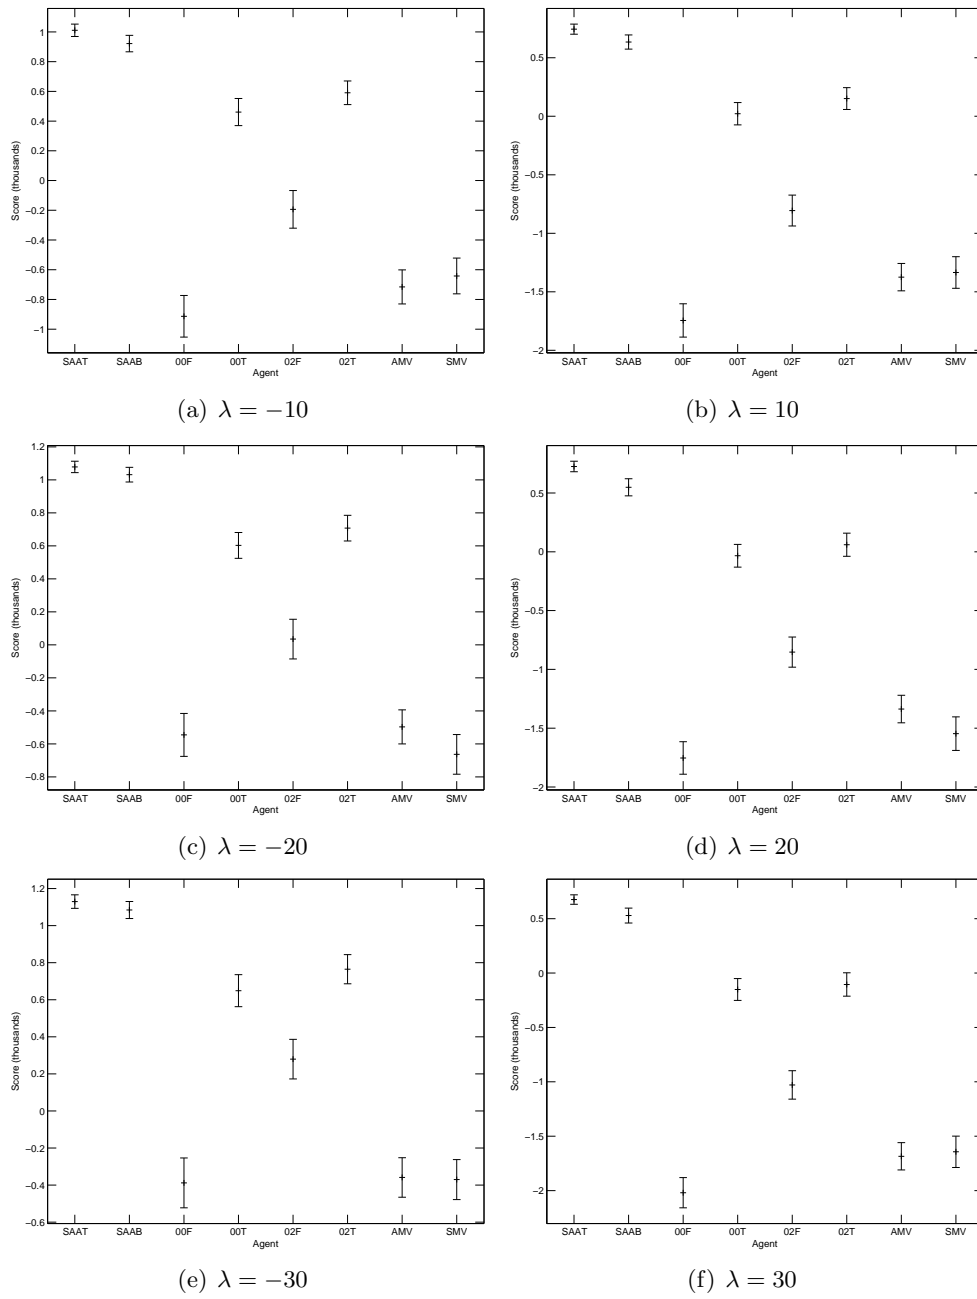 1
0.8
0.6
0.4
0.2
0
−0.2
−0.4
−0.6
−0.8
−1
Score (thousands)
SAAT SAAB 00F 00T 02F 02T AMV SMV
Agent
(a) λ = −10
0.5
0
−0.5
−1
−1.5
−2
Score (thousands)
SAAT SAAB 00F 00T 02F 02T AMV SMV
Agent
(b) λ = 10
1.2
1
0.8
0.6
0.4
0.2
0
−0.2
−0.4
−0.6
−0.8
Score (thousands)
SAAT SAAB 00F 00T 02F 02T AMV SMV
Agent
(c) λ = −20
0.5
0
−0.5
−1
−1.5
−2
Score (thousands)
SAAT SAAB 00F 00T 02F 02T AMV SMV
Agent
(d) λ = 20
1.2
1
0.8
0.6
0.4
0.2
0
−0.2
−0.4
−0.6
Score (thousands)
SAAT SAAB 00F 00T 02F 02T AMV SMV
Agent
(e) λ = −30
0.5
0
−0.5
−1
−1.5
−2
Score (thousands)
SAAT SAAB 00F 00T 02F 02T AMV SMV
Agent
(f) λ = 30